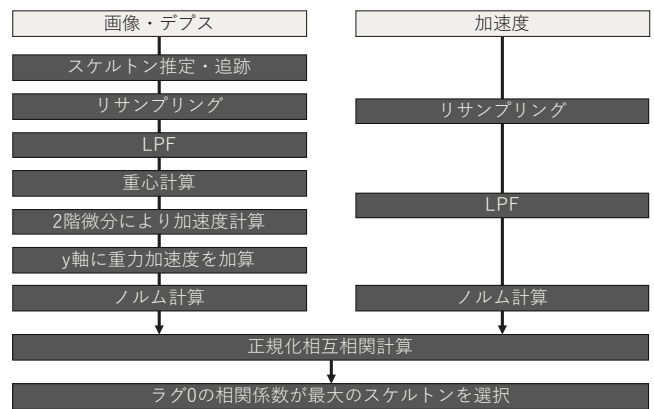 画像・デプス
スケルトン推定・追跡
リサンプリング
LPF
重心計算
2階微分により加速度計算
y軸に重力加速度を加算
ノルム計算
加速度
リサンプリング
LPF
ノルム計算
正規化相互相関計算
ラグ0の相関係数が最大のスケルトンを選択